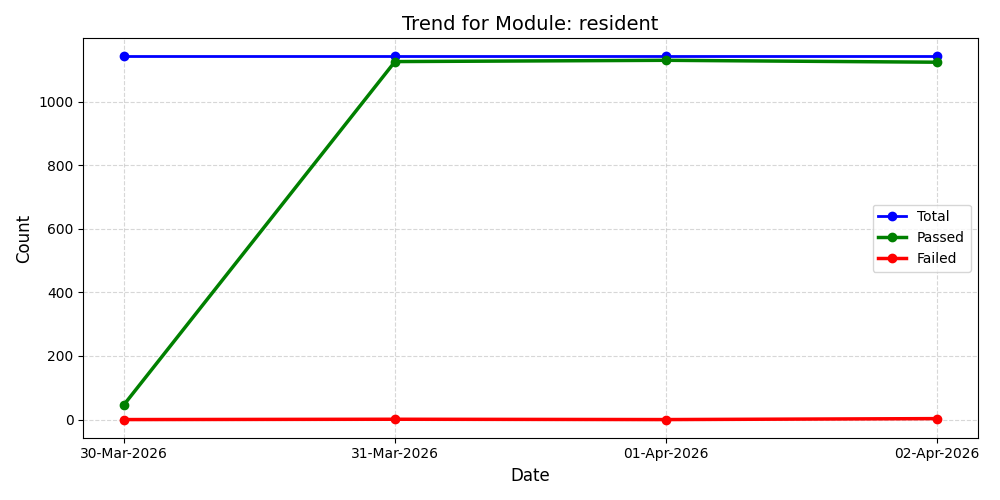 Trend for Module: resident
Count
1000
800
600
400
200
0
Total
Passed
Failed
30-Mar-2026
31-Mar-2026
01-Apr-2026
02-Apr-2026
Date